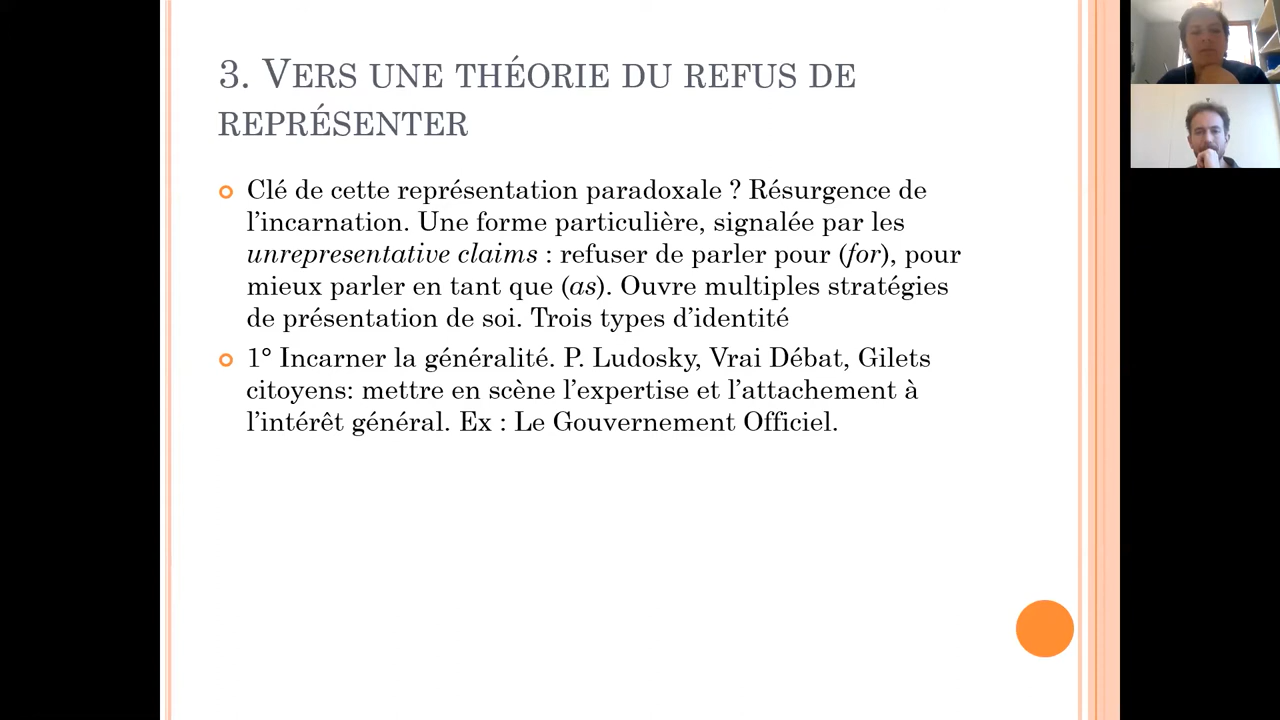 3. Vers une théorie du refus de
représenter
Clé de cette représentation paradoxale ? Résurgence de
l'incarnation. Une forme particulière, signalée par les
unrepresentative claims : refuser de parler pour (for), pour
mieux parler en tant que (as). Ouvre multiples stratégies
de présentation de soi. Trois types d'identité
1° Incarner la généralité. P. Ludosky, Vrai Débat, Gilets
citoyens: mettre en scène l'expertise et l'attachement à
l'intérêt général. Ex : Le Gouvernement Officiel.